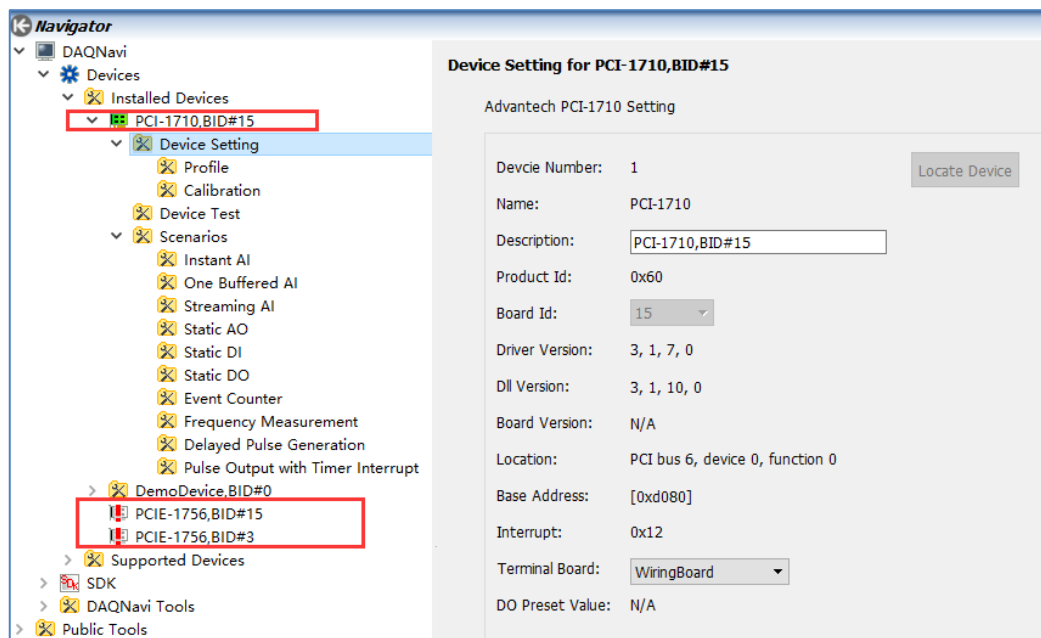 Navigator
DAQNavi
Devices
Installed Devices
PCI-1710,BID#15
Device Setting
Profile
Calibration
Device Test
Scenarios
Instant AI
One Buffered AI
Streaming AI
Static AO
Static DI
Static DO
Event Counter
Frequency Measurement
Delayed Pulse Generation
Pulse Output with Timer Interrupt
DemoDevice,BID#0
PCIE-1756,BID#15
PCIE-1756,BID#3
Supported Devices
SDK
DAQNavi Tools
Public Tools
Device Setting for PCI-1710,BID#15
Advantech PCI-1710 Setting
Devcie Number: 1
Locate Device
Name: PCI-1710
Description: PCI-1710,BID#15
Product Id: 0x60
Board Id: 15
Driver Version: 3, 1, 7, 0
Dll Version: 3, 1, 10, 0
Board Version: N/A
Location: PCI bus 6, device 0, function 0
Base Address: [0xd080]
Interrupt: 0x12
Terminal Board: WiringBoard
DO Preset Value: N/A